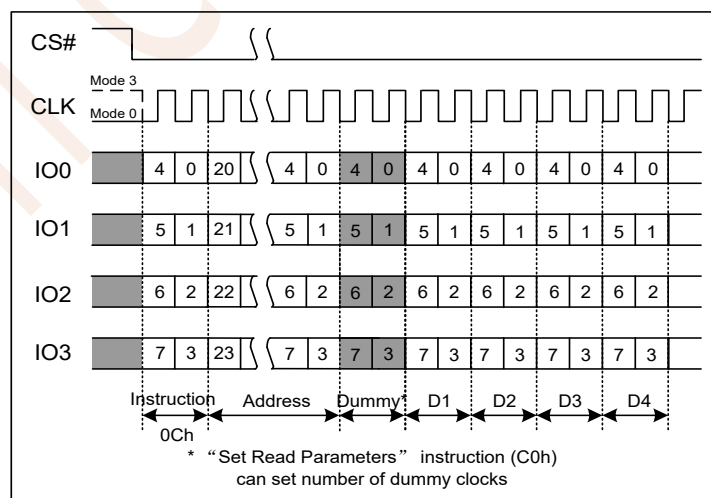 CS#
Mode 3
CLK
Mode 0
IO0 4 0 20 4 0 4 0 4 0 4 0 4 0 4 0
IO1 5 1 21 5 1 5 1 5 1 5 1 5 1 5 1
IO2 6 2 22 6 2 6 2 6 2 6 2 6 2 6 2
IO3 7 3 23 7 3 7 3 7 3 7 3 7 3 7 3
Instruction Address Dummy* D1 D2 D3 D4
0Ch
* “Set Read Parameters” instruction (C0h)
can set number of dummy clocks